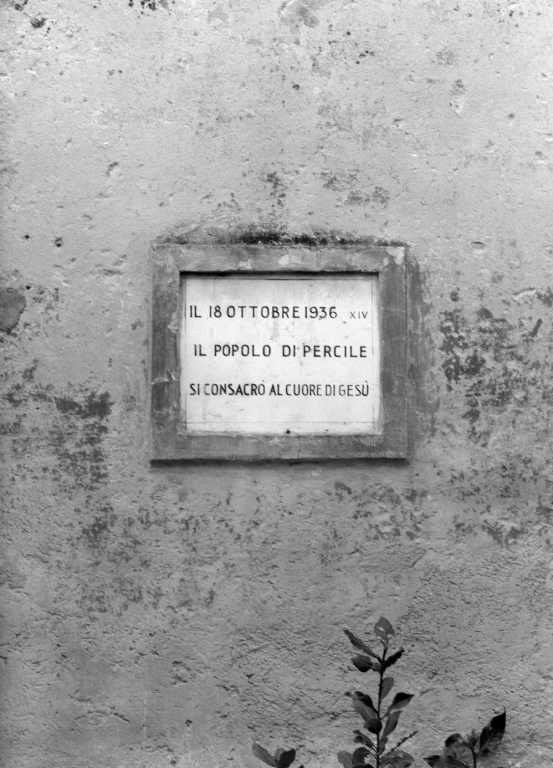 IL 18 OTTOBRE 1936 XIV
IL POPOLO DI PERCILE
SI CONSACRÒ AL CUORE DI GESÙ